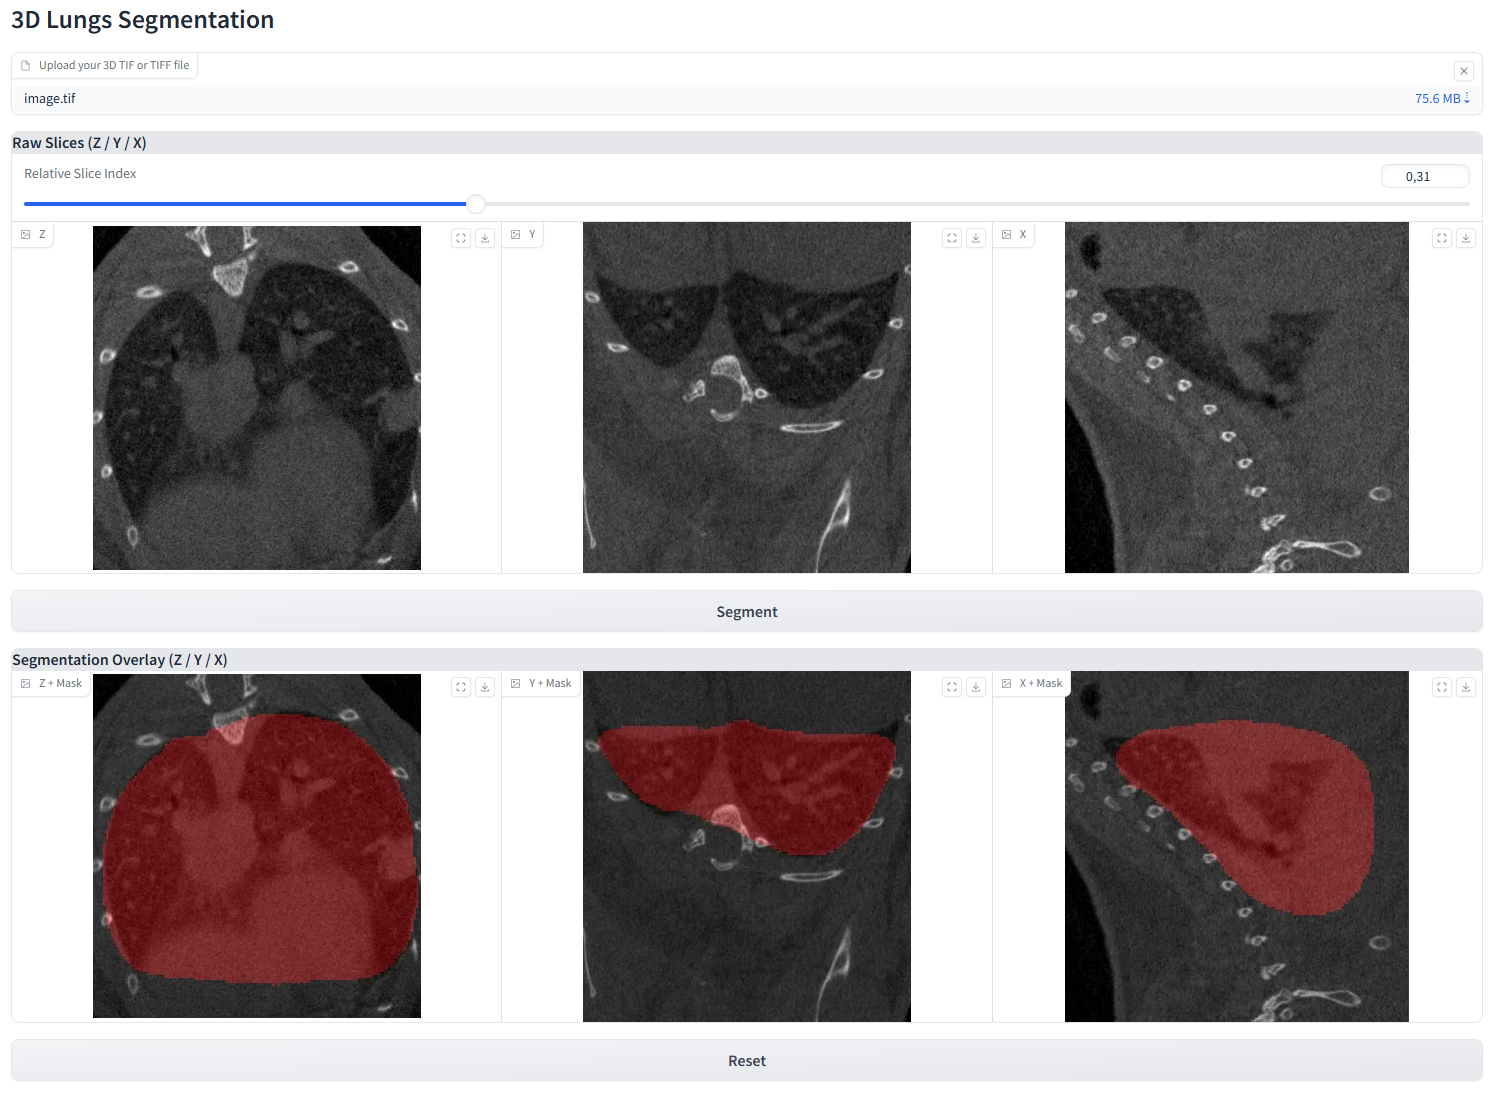 3D Lungs Segmentation
Upload your 3D TIF or TIFF file
image.tif
75.6 MB ⇣
Raw Slices (Z / Y / X)
Relative Slice Index
0,31
Z
Y
X
Segment
Segmentation Overlay (Z / Y / X)
Z + Mask
Y + Mask
X + Mask
Reset